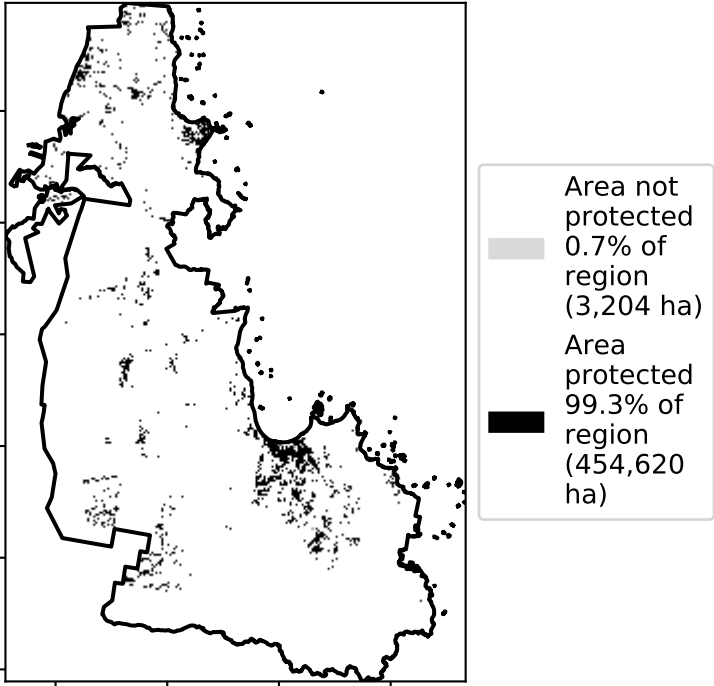 Area not
protected
0.7% of
region
(3,204 ha)
Area
protected
99.3% of
region
(454,620
ha)